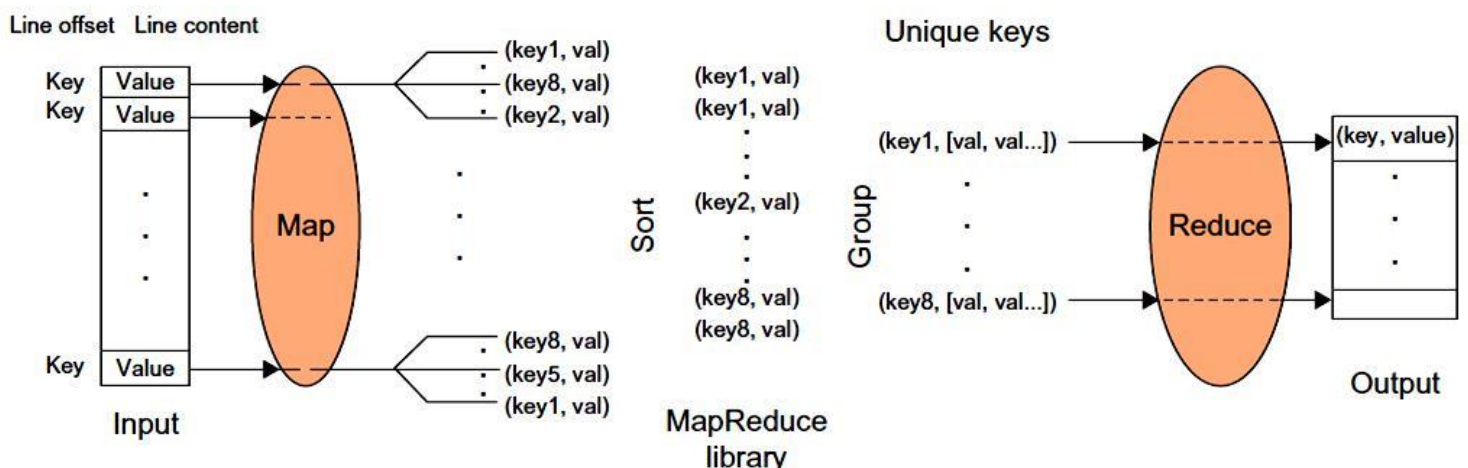 Line offset Line content
Key Value
Key Value
Key Value
Input
Map
(key1, val)
(key8, val)
(key2, val)
(key8, val)
(key5, val)
(key1, val)
Sort
(key1, val)
(key1, val)
(key2, val)
(key8, val)
(key8, val)
MapReduce
library
Group
Unique keys
(key1, [val, val...])
(key8, [val, val...])
Reduce
(key, value)
Output